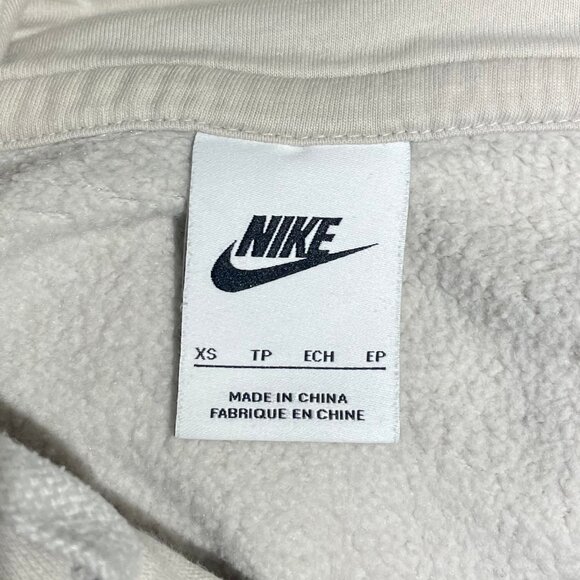 NIKE
XS TP ECH EP
MADE IN CHINA
FABRIQUE EN CHINE